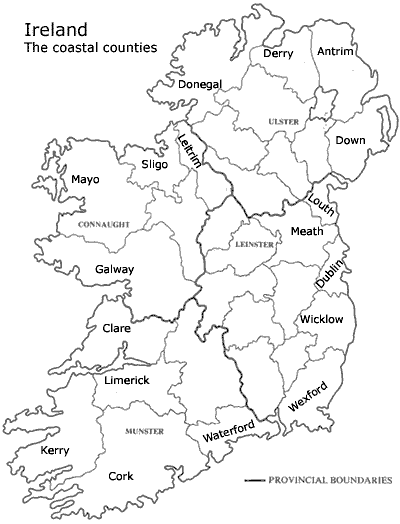 Ireland
The coastal counties
Derry
Antrim
Donegal
ULSTER
Down
Leitrim
Sligo
Mayo
Louth
CONNAUGHT
Meath
LEINSTER
Galway
Dublin
Wicklow
Clare
Limerick
Wexford
MUNSTER
Waterford
Kerry
Cork
PROVINCIAL BOUNDARIES